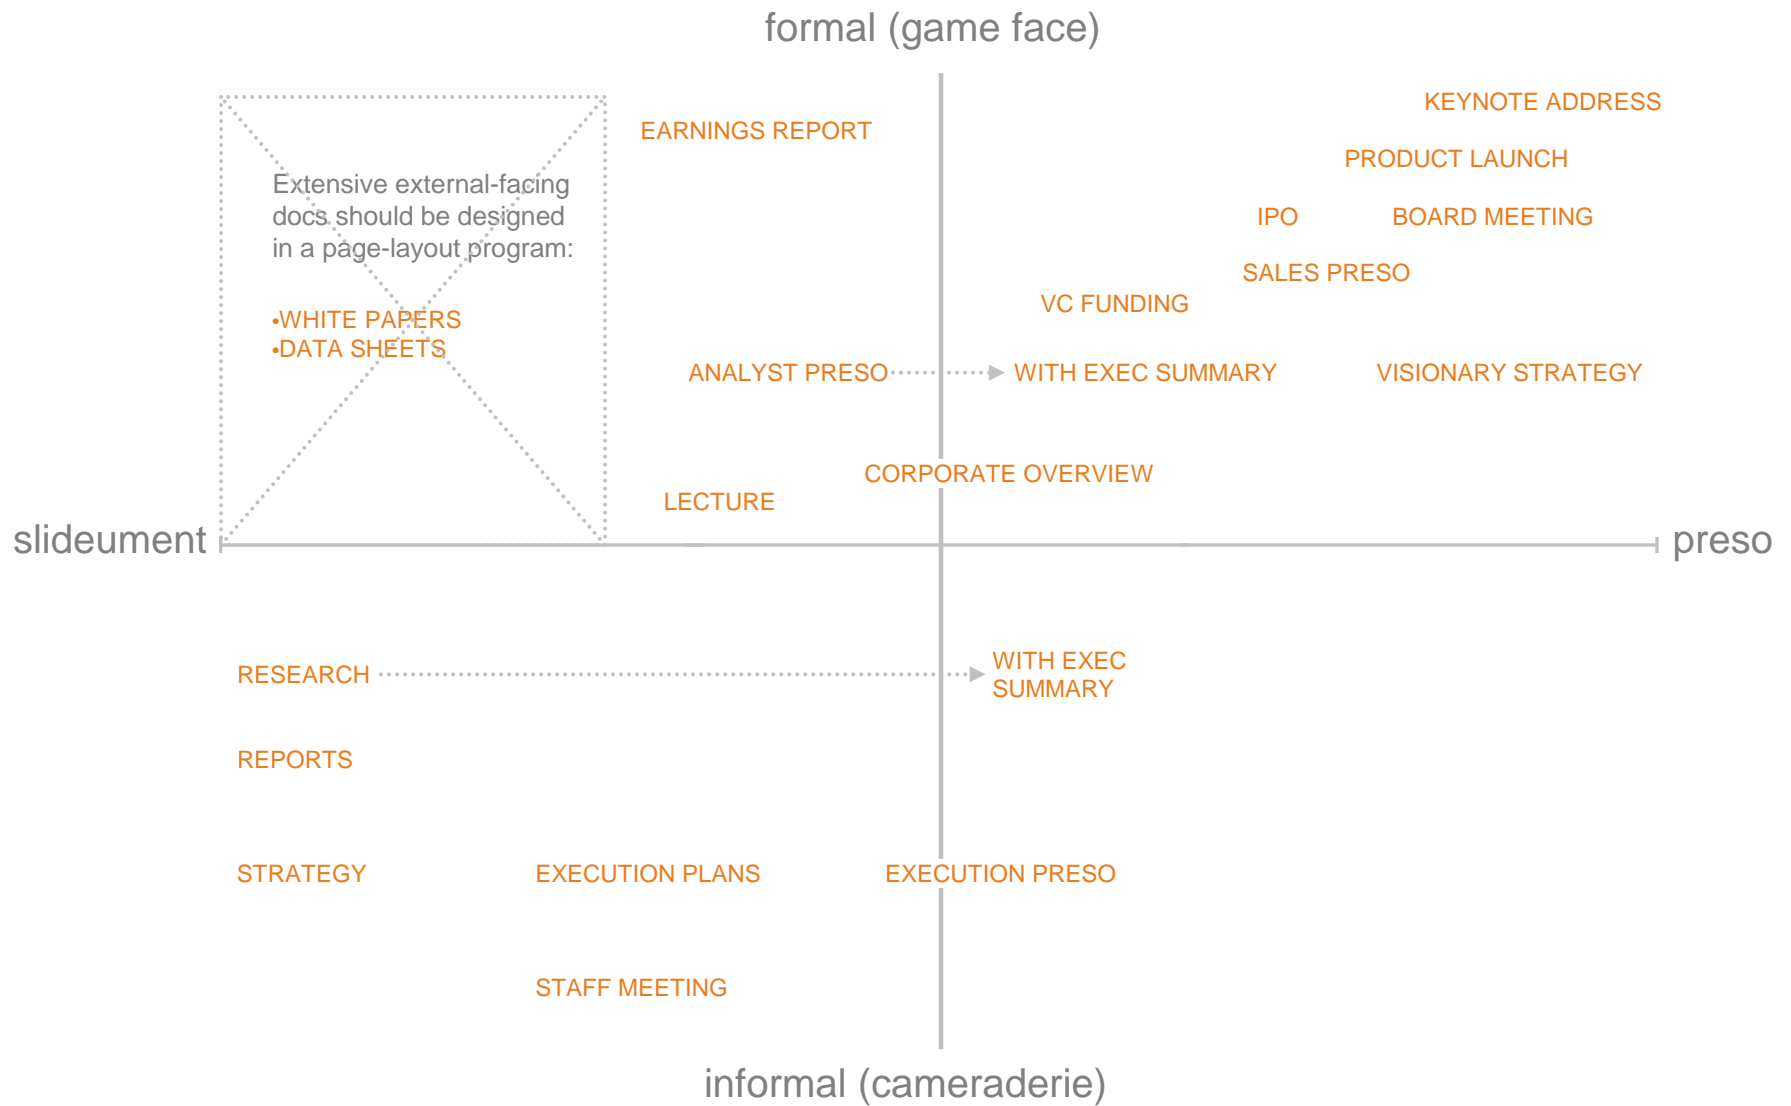 formal (game face)
KEYNOTE ADDRESS
EARNINGS REPORT
PRODUCT LAUNCH
Extensive external-facing
docs should be designed
in a page-layout program:
IPO
BOARD MEETING
SALES PRESO
VC FUNDING
•WHITE PAPERS
•DATA SHEETS
ANALYST PRESO
WITH EXEC SUMMARY
VISIONARY STRATEGY
CORPORATE OVERVIEW
LECTURE
slideument
preso
RESEARCH
WITH EXEC
SUMMARY
REPORTS
STRATEGY
EXECUTION PLANS
EXECUTION PRESO
STAFF MEETING
informal (cameraderie)